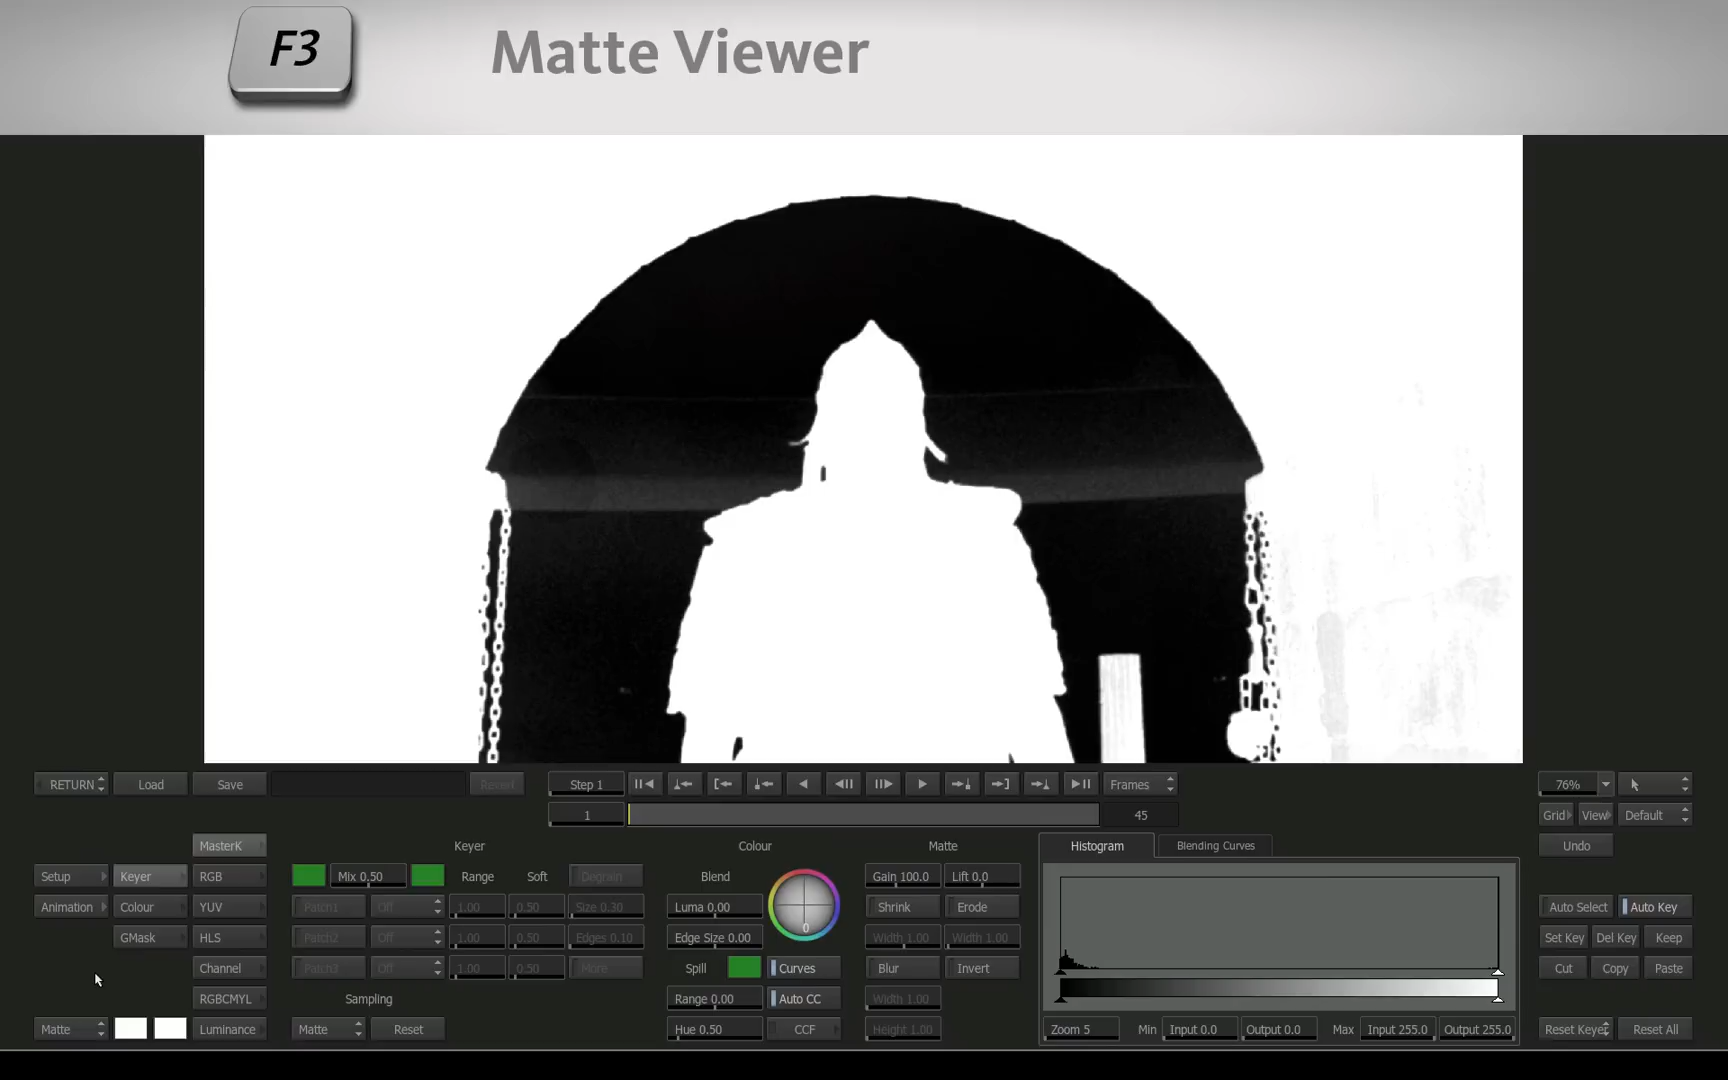 F3
Matte Viewer
RETURN Load Save Reset Step 1 Frames 76%
1 45 Grid View Default
MasterK Keyer Colour Matte Histogram Blending Curves Undo
Setup Keyer RGB Mix 0.50 Range Soft Degrain Blend Gain 100.0 Lift 0.0
Animation Colour YUV Patch1 Off 1.00 0.50 Size 0.30 Luma 0.00 Shrink Erode Auto Select Auto Key
GMask HLS Patch2 Off 1.00 0.50 Edges 0.10 Edge Size 0.00 0 Width 1.00 Width 1.00 Set Key Del Key Keep
Channel Patch3 Off 1.00 0.50 More Spill Curves Blur Invert Cut Copy Paste
RGBCMYL Sampling Range 0.00 Auto CC Width 1.00
Matte Luminance Matte Reset Hue 0.50 CCF Height 1.00 Zoom 5 Min Input 0.0 Output 0.0 Max Input 255.0 Output 255.0 Reset Keyer Reset All